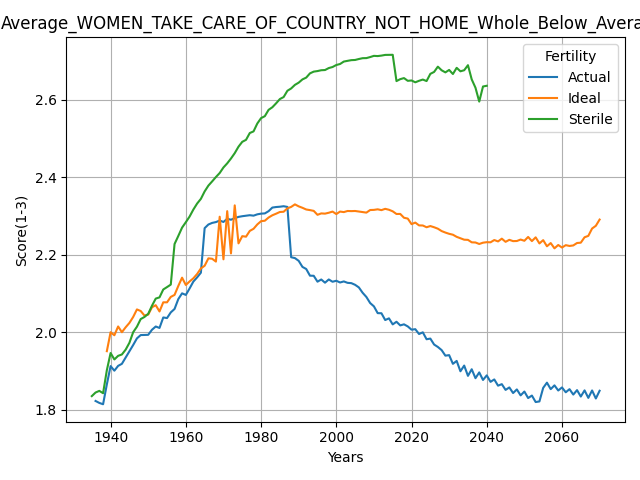 Average_WOMEN_TAKE_CARE_OF_COUNTRY_NOT_HOME_Whole_Below_Avera
Fertility
Actual
Ideal
Sterile
Score(1-3)
2.6
2.4
2.2
2.0
1.8
1940 1960 1980 2000 2020 2040 2060
Years